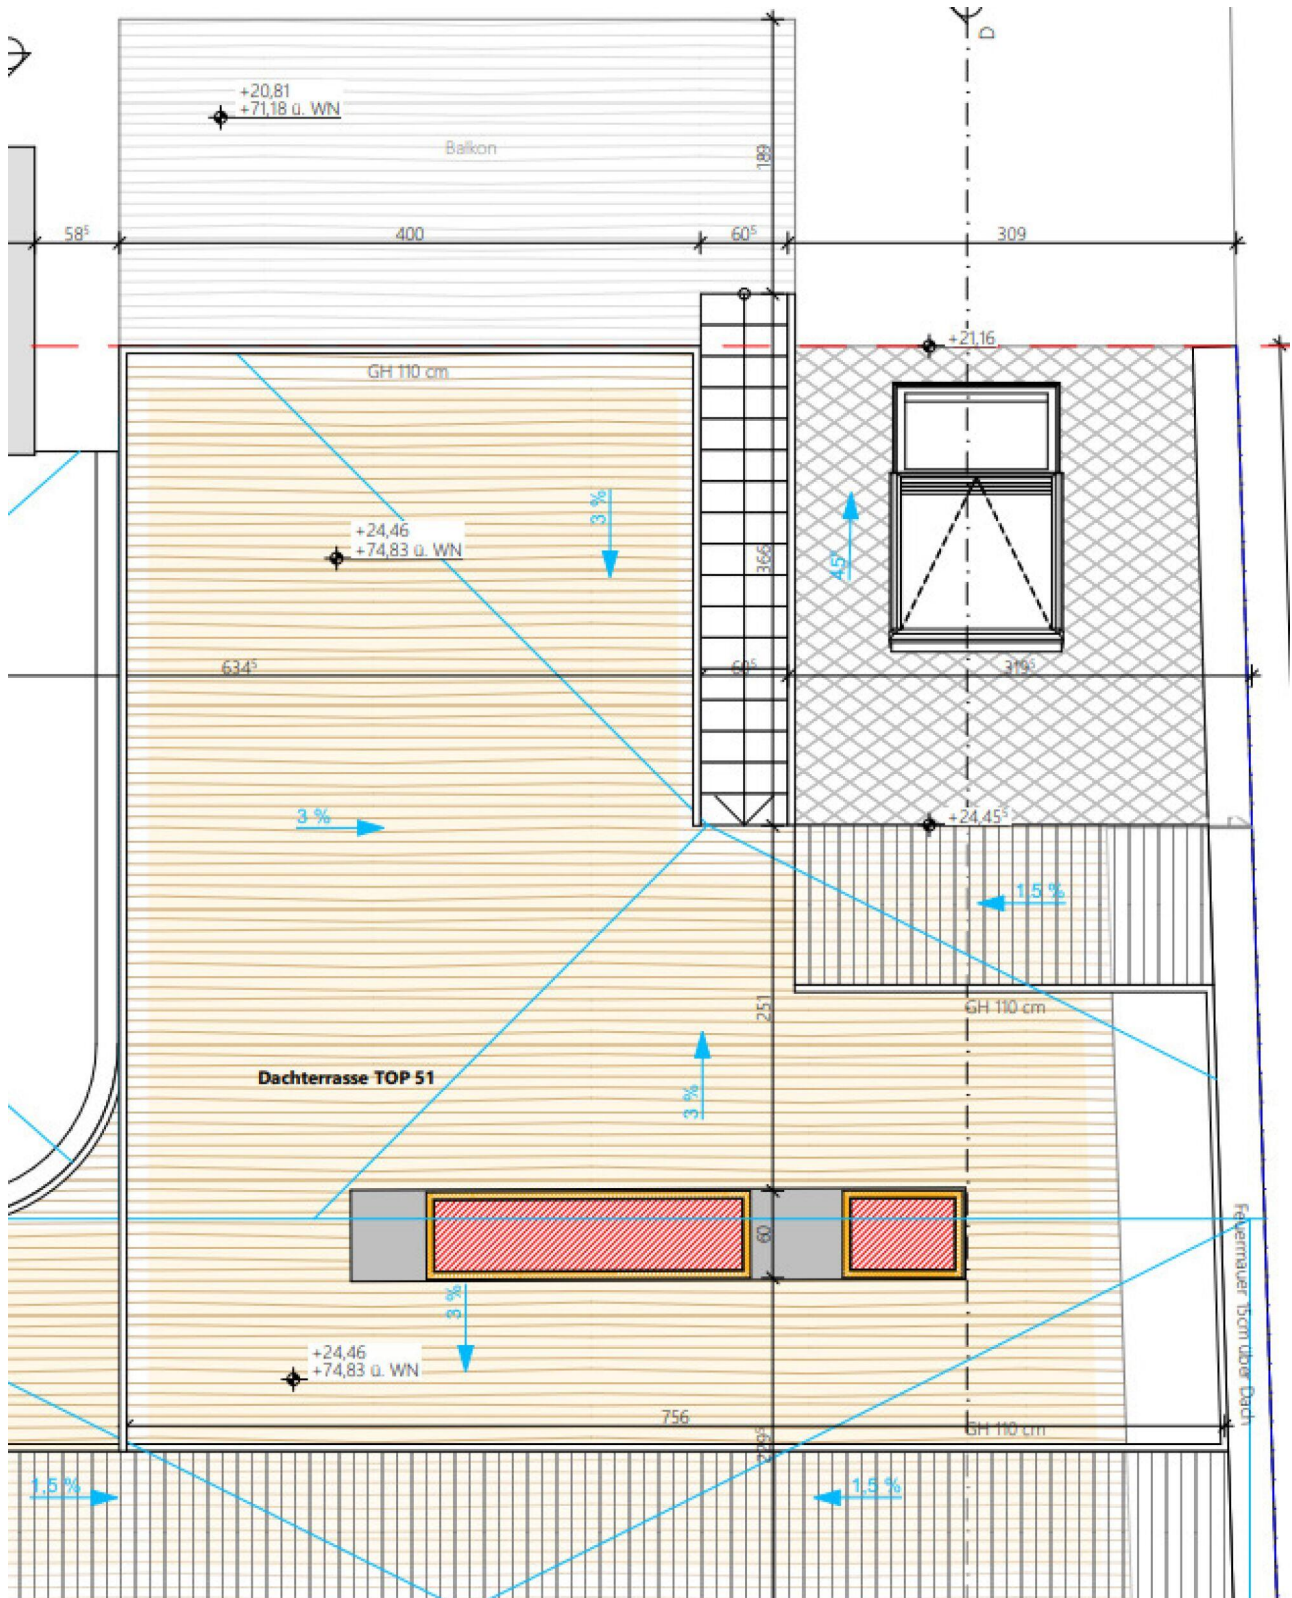 D
+20,81
+71,18 ü. WN
Balkon
189
58⁵
400
60⁵
309
+21,16
GH 110 cm
3 %
+24,46
+74,83 ü. WN
366
45°
634⁵
60⁵
319⁵
3 %
+24,45⁵
1,5 %
251
GH 110 cm
Dachterrasse TOP 51
3 %
60
Feuermauer 15cm über Dach
3 %
+24,46
+74,83 ü. WN
756
GH 110 cm
229⁵
1,5 %
1,5 %